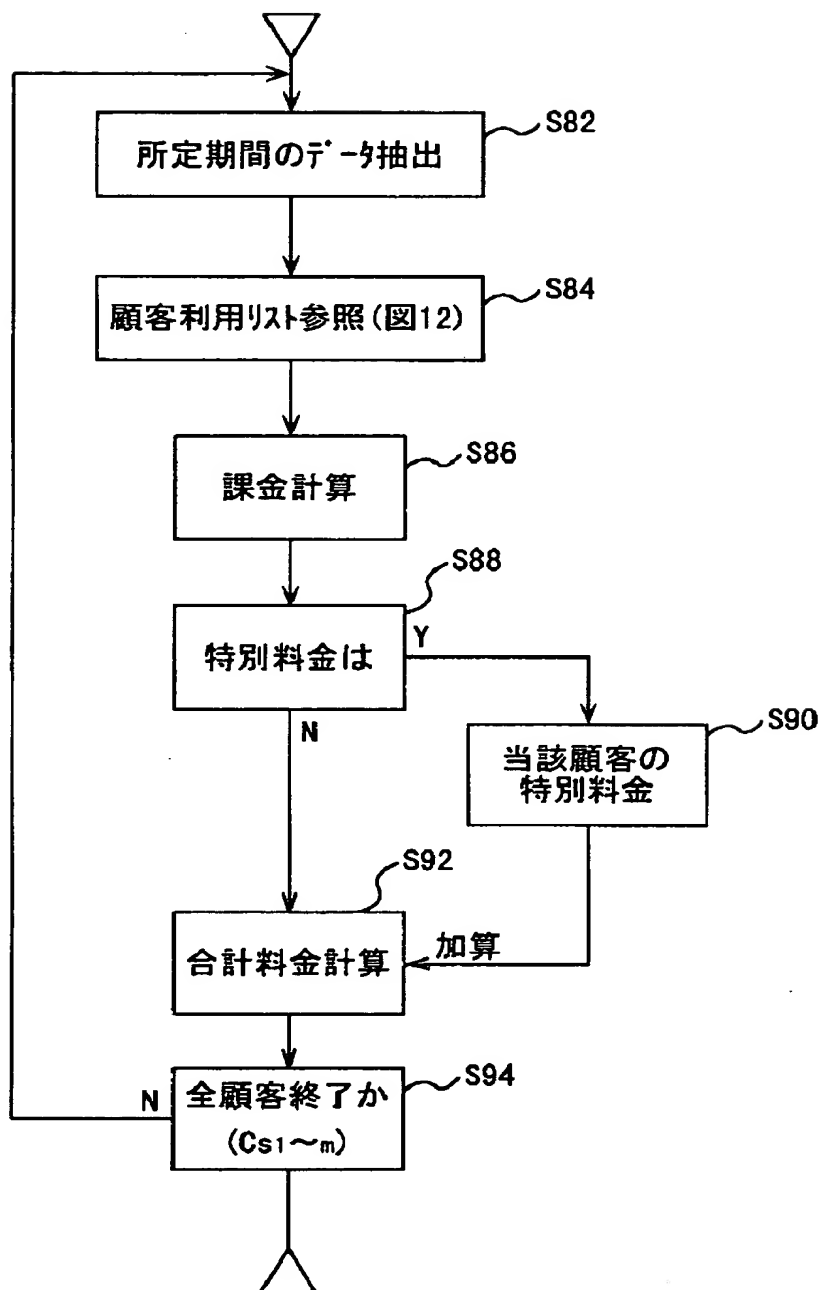 S82
所定期間のデータ抽出
S84
顧客利用リスト参照(図12)
S86
課金計算
S88
特別料金は
Y
N
S90
当該顧客の
特別料金
S92
合計料金計算
加算
S94
全顧客終了か
(Cs1〜m)
N